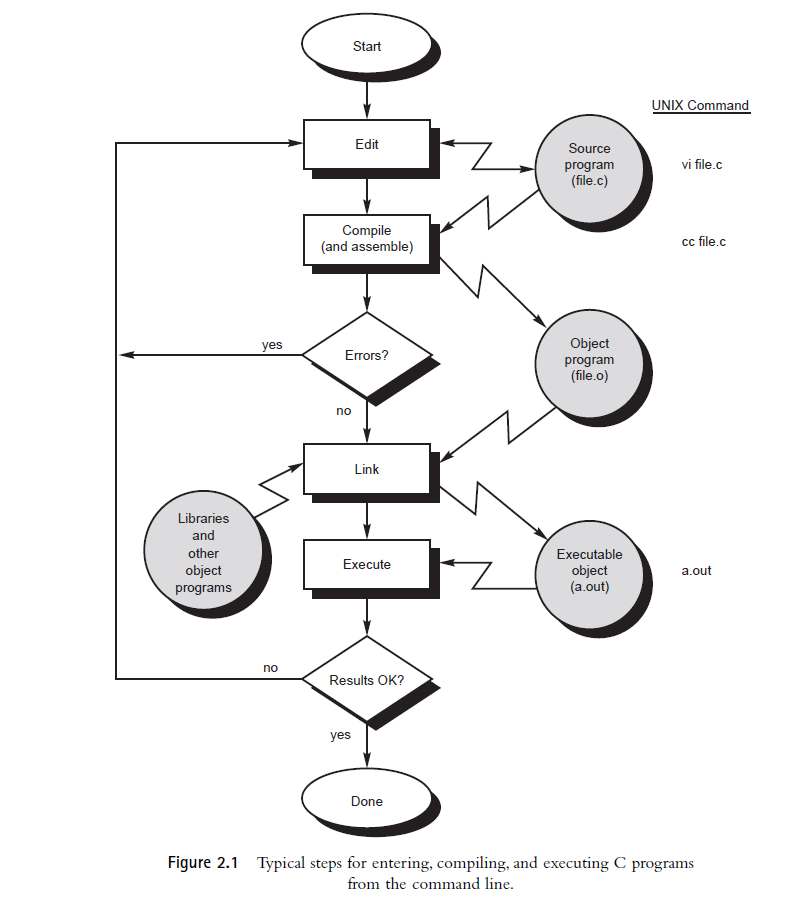 Start
UNIX Command
Edit
Source
program
(file.c)
vi file.c
Compile
(and assemble)
cc file.c
yes
Errors?
Object
program
(file.o)
no
Link
Libraries
and
other
object
programs
Execute
Executable
object
(a.out)
a.out
no
Results OK?
yes
Done
Figure 2.1 Typical steps for entering, compiling, and executing C programs
from the command line.